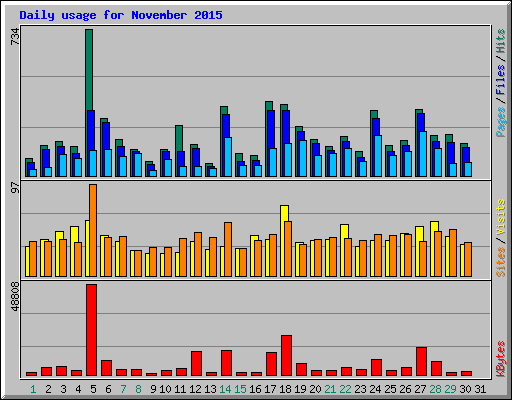 Daily usage for November 2015
734
Pages / Files / Hits
97
Sites / Visits
48808
KBytes
1 2 3 4 5 6 7 8 9 10 11 12 13 14 15 16 17 18 19 20 21 22 23 24 25 26 27 28 29 30 31